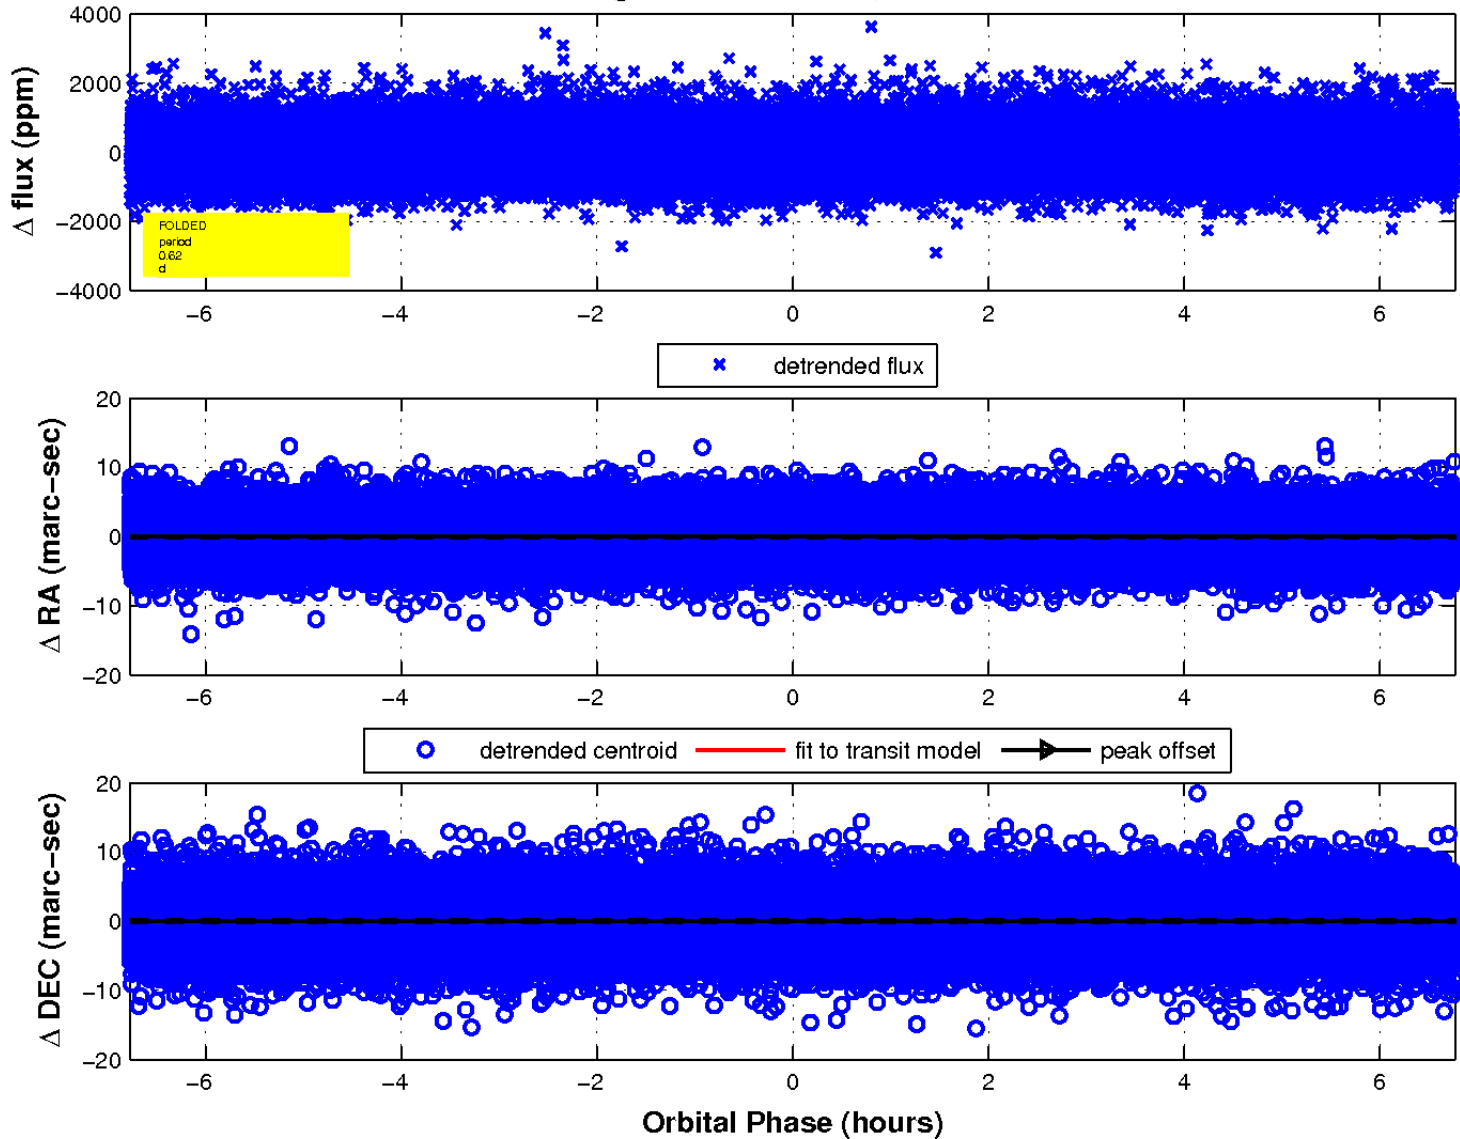 4000
2000
0
−2000
−4000
Δ flux (ppm)
FOLDED
period
0.62
d
−6 −4 −2 0 2 4 6
detrended flux
20
10
0
−10
−20
Δ RA (marc−sec)
−6 −4 −2 0 2 4 6
detrended centroid fit to transit model peak offset
20
10
0
−10
−20
Δ DEC (marc−sec)
−6 −4 −2 0 2 4 6
Orbital Phase (hours)